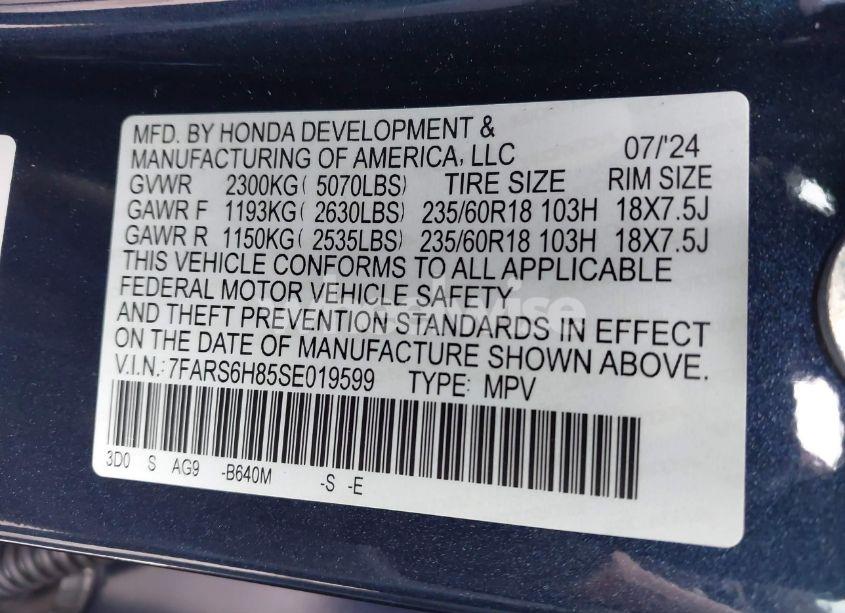 MFD. BY HONDA DEVELOPMENT &
MANUFACTURING OF AMERICA, LLC 07/'24
GVWR 2300KG( 5070LBS) TIRE SIZE RIM SIZE
GAWR F 1193KG( 2630LBS) 235/60R18 103H 18X7.5J
GAWR R 1150KG( 2535LBS) 235/60R18 103H 18X7.5J
THIS VEHICLE CONFORMS TO ALL APPLICABLE
FEDERAL MOTOR VEHICLE SAFETY
AND THEFT PREVENTION STANDARDS IN EFFECT
ON THE DATE OF MANUFACTURE SHOWN ABOVE.
V.I.N.: 7FARS6H85SE019599 TYPE: MPV
3D0 S AG9 -B640M -S -E